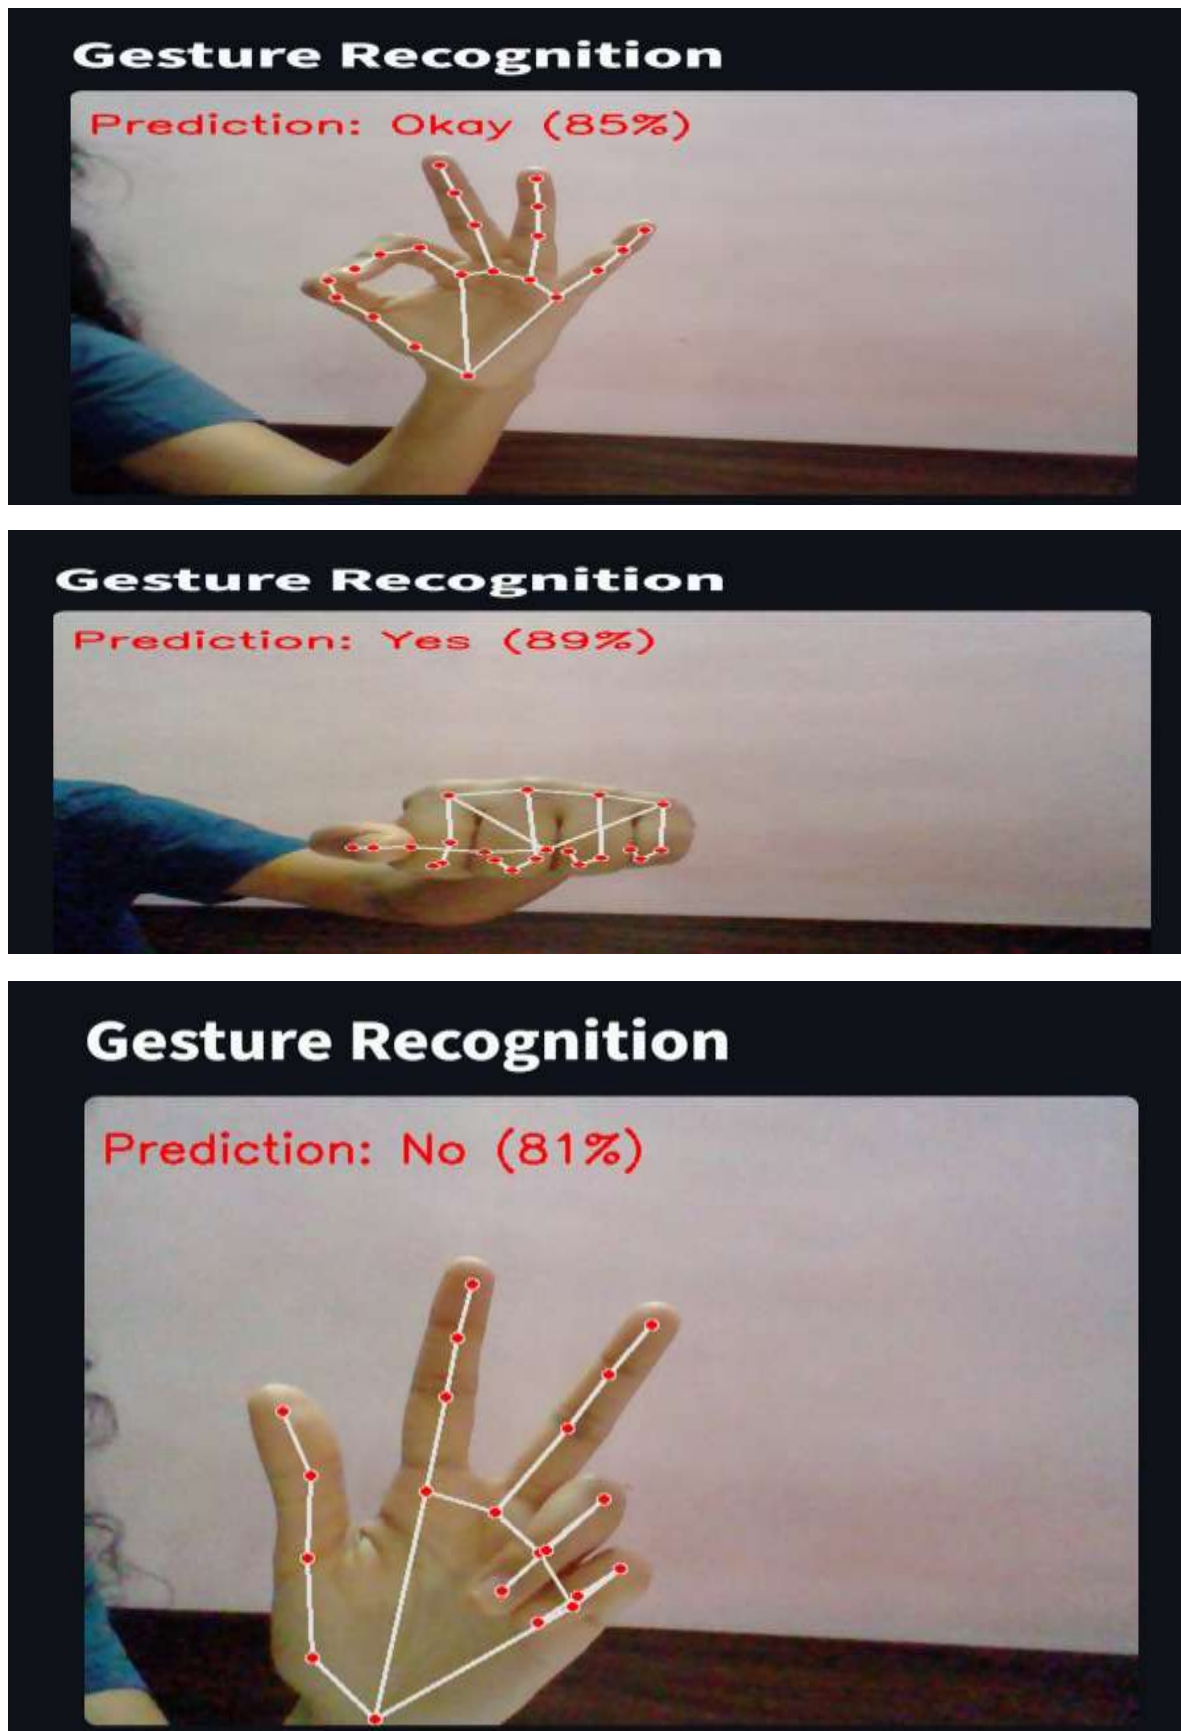 Gesture Recognition
Prediction: Okay (85%)
Gesture Recognition
Prediction: Yes (89%)
Gesture Recognition
Prediction: No (81%)